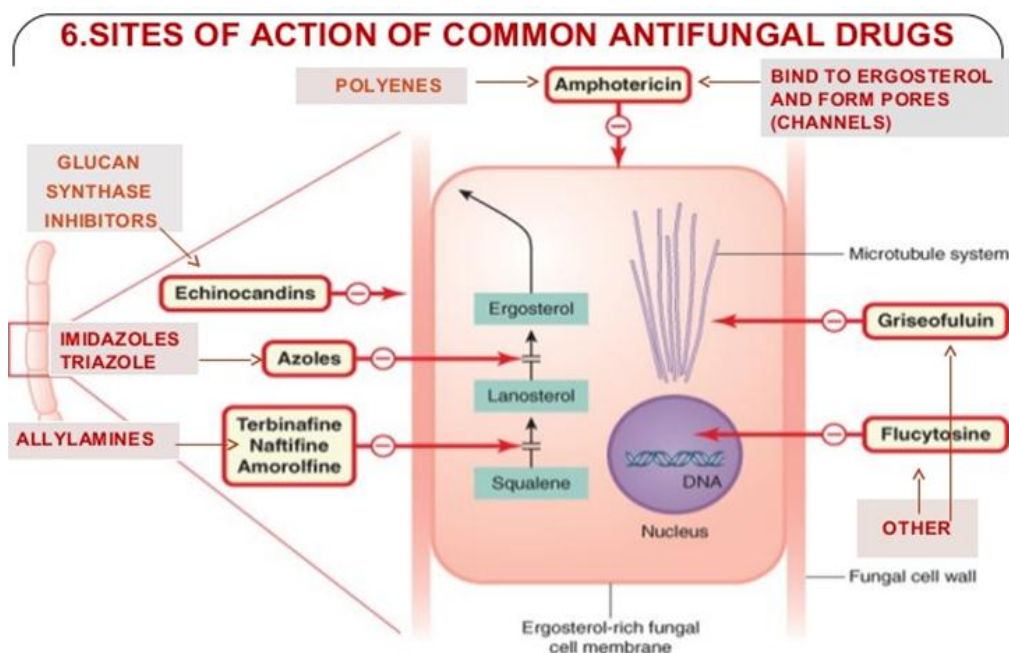 6.SITES OF ACTION OF COMMON ANTIFUNGAL DRUGS
POLYENES
Amphotericin
BIND TO ERGOSTEROL
AND FORM PORES
(CHANNELS)
GLUCAN
SYNTHASE
INHIBITORS
Echinocandins
IMIDAZOLES
TRIAZOLE
Azoles
ALLYLAMINES
Terbinafine
Naftifine
Amorolfine
Ergosterol
Lanosterol
Squalene
Microtubule system
Griseofuluin
Flucytosine
DNA
Nucleus
OTHER
Fungal cell wall
Ergosterol-rich fungal
cell membrane